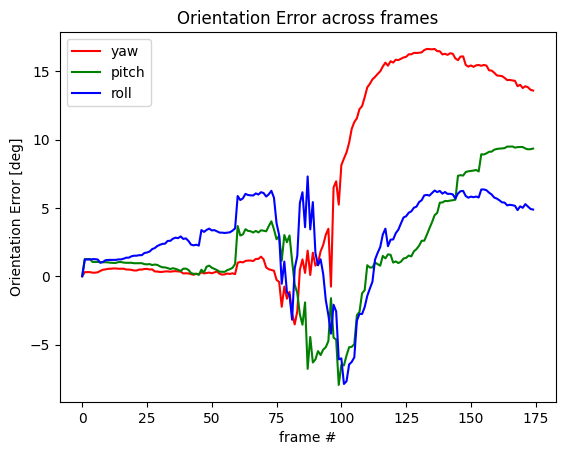 Orientation Error across frames
yaw
pitch
roll
Orientation Error [deg]
15
10
5
0
−5
0 25 50 75 100 125 150 175
frame #